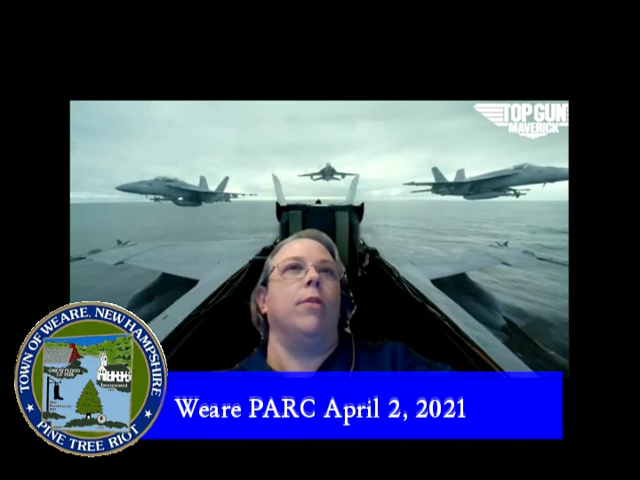 TOP GUN
MAVERICK
TOWN OF WEARE, NEW HAMPSHIRE
PINE TREE RIOT
Weare PARC April 2, 2021